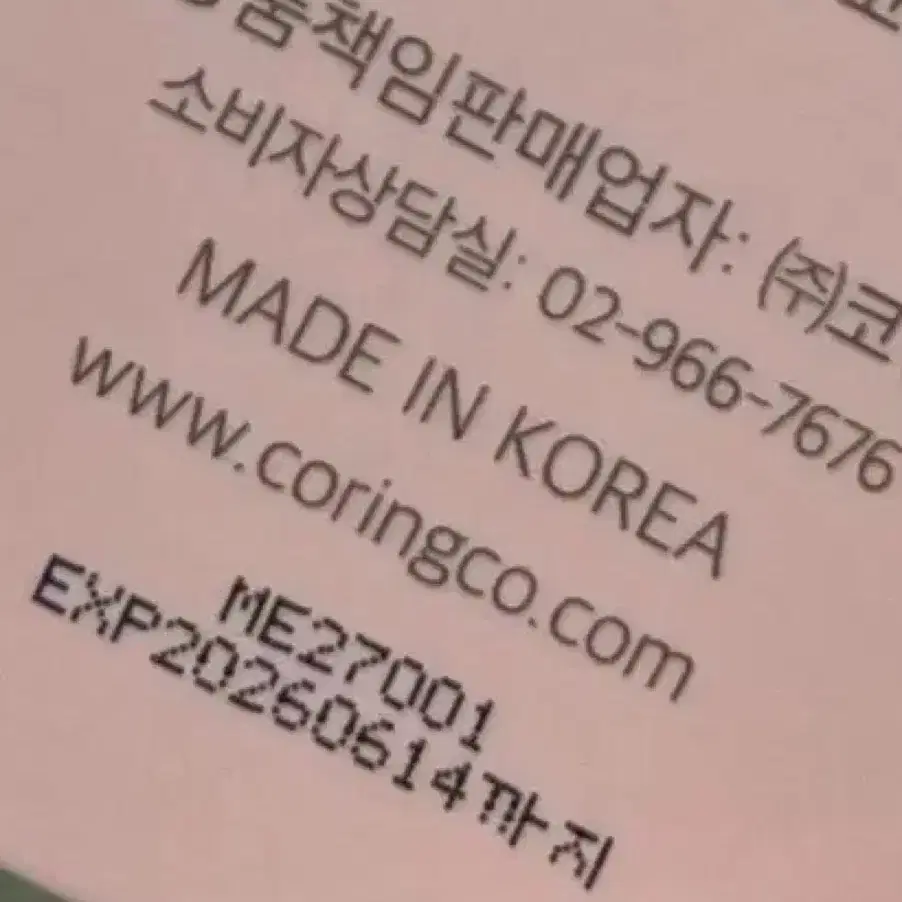 품책임판매업자: ㈜코
소비자상담실: 02-966-7676
MADE IN KOREA
www.coringco.com
ME27001
EXP20260614까지